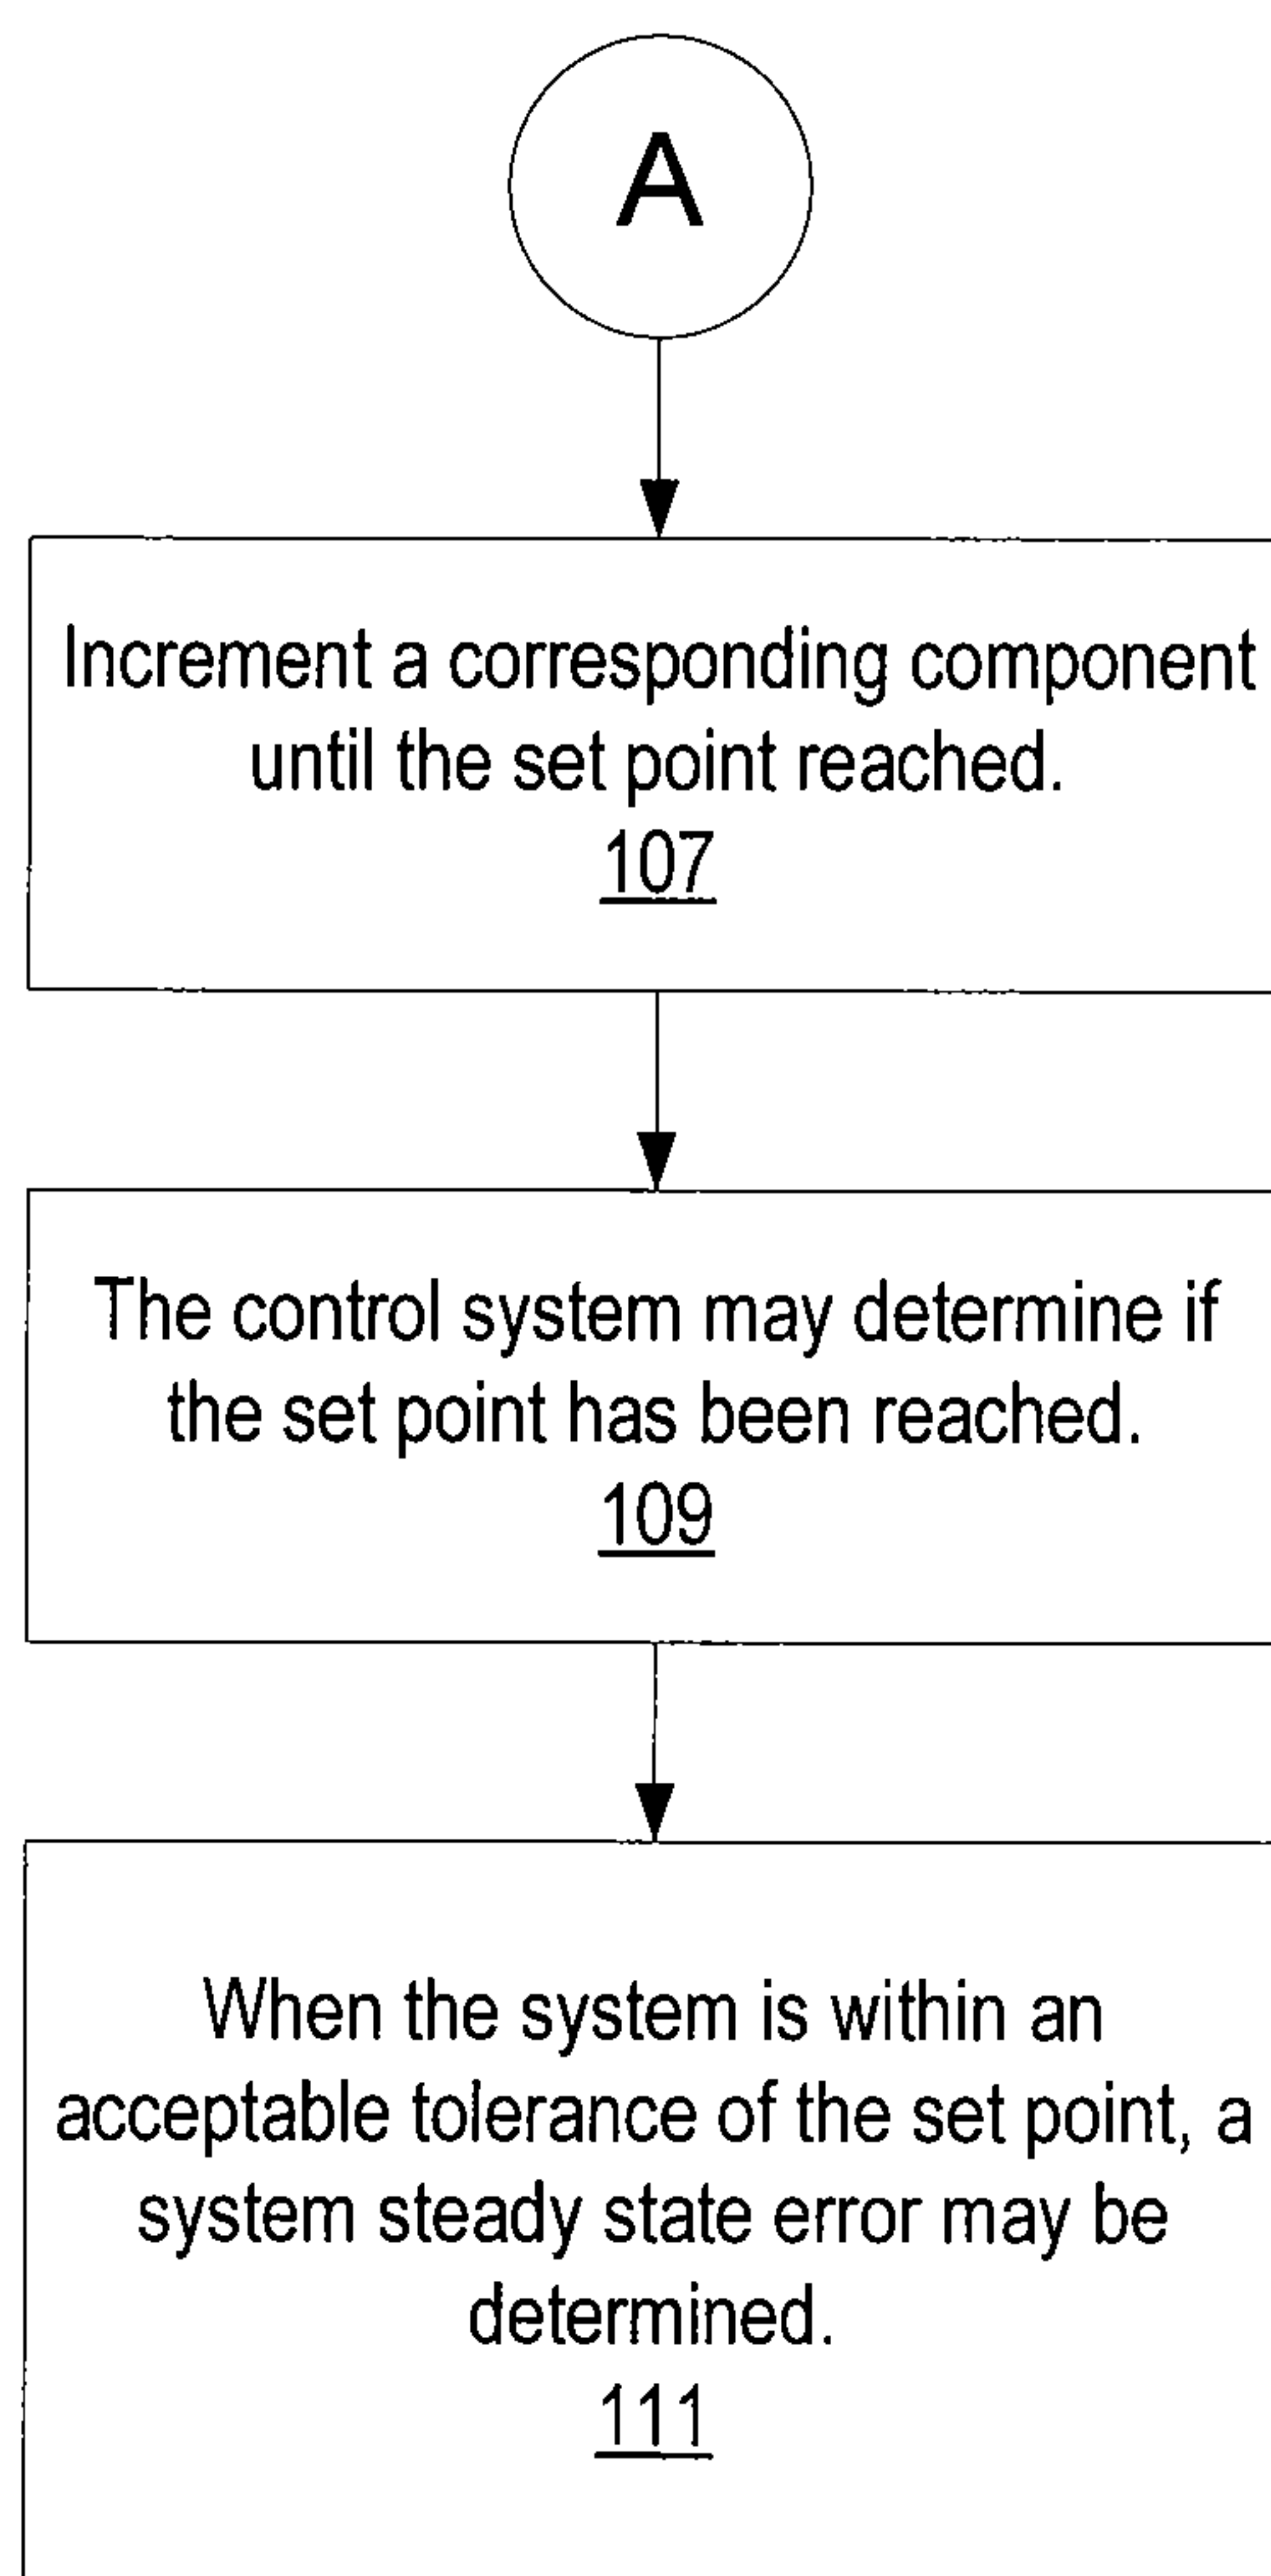 A
Increment a corresponding component
until the set point reached.
107
The control system may determine if
the set point has been reached.
109
When the system is within an
acceptable tolerance of the set point, a
system steady state error may be
determined.
111